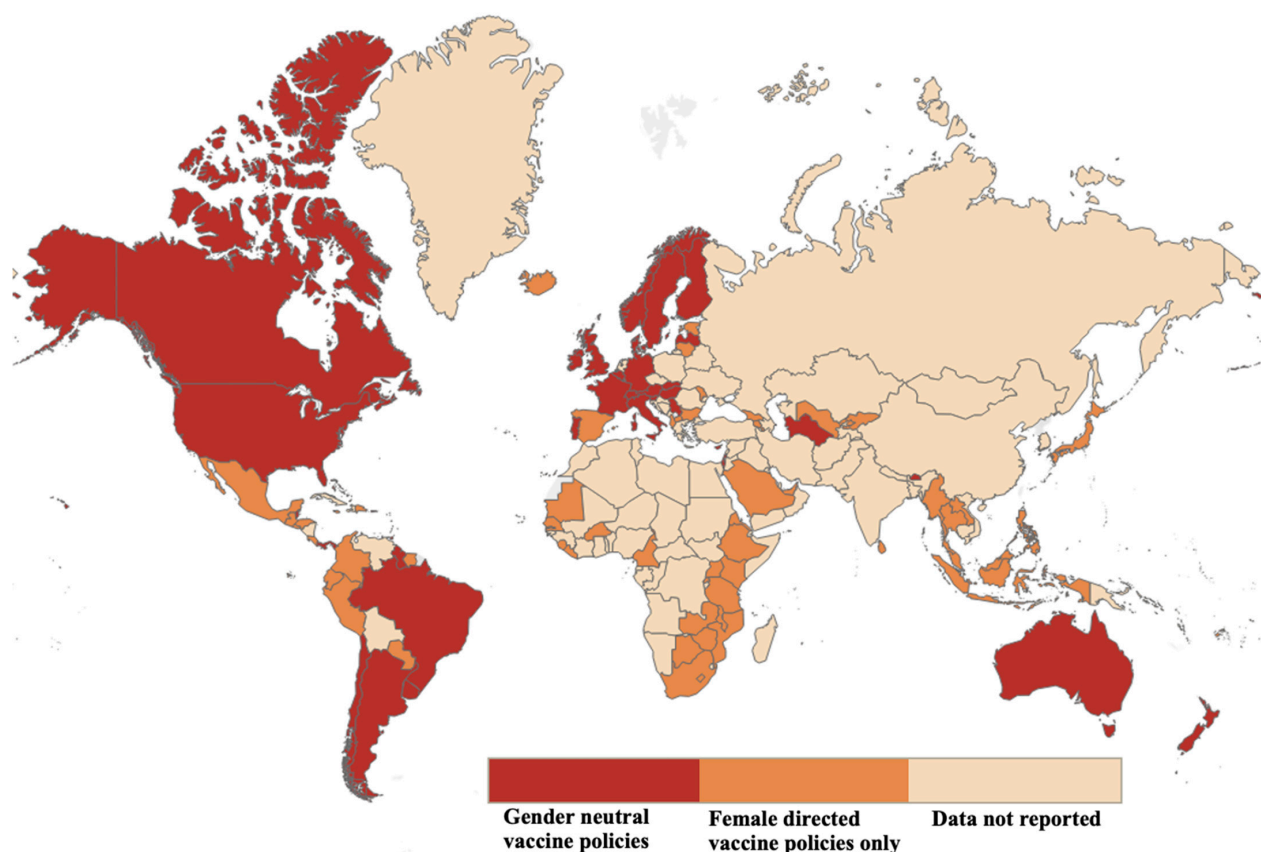 Gender neutral
vaccine policies
Female directed
vaccine policies only
Data not reported